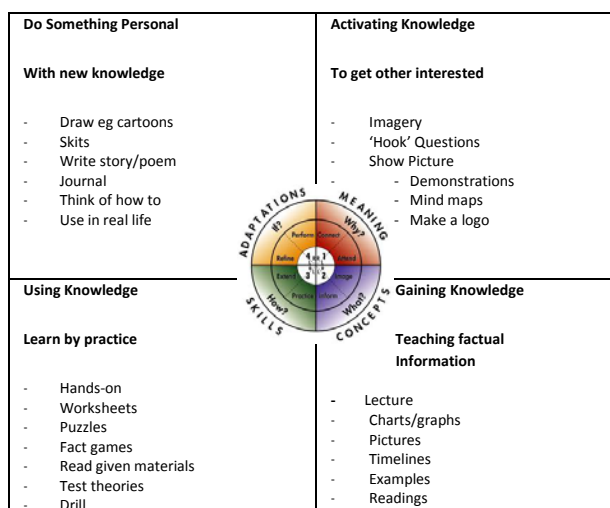 Do Something Personal
With new knowledge
- Draw eg cartoons
- Skits
- Write story/poem
- Journal
- Think of how to
- Use in real life
Activating Knowledge
To get other interested
- Imagery
- ‘Hook’ Questions
- Show Picture
- - Demonstrations
- Mind maps
- Make a logo
ADAPTATIONS
MEANING
If?
Why?
Perform
Connect
Refine
4
1
Attend
Extend
3
2
Image
Practice
Inform
How?
What?
SKILLS
CONCEPTS
Using Knowledge
Learn by practice
- Hands-on
- Worksheets
- Puzzles
- Fact games
- Read given materials
- Test theories
- Drill
Gaining Knowledge
Teaching factual
Information
- Lecture
- Charts/graphs
- Pictures
- Timelines
- Examples
- Readings